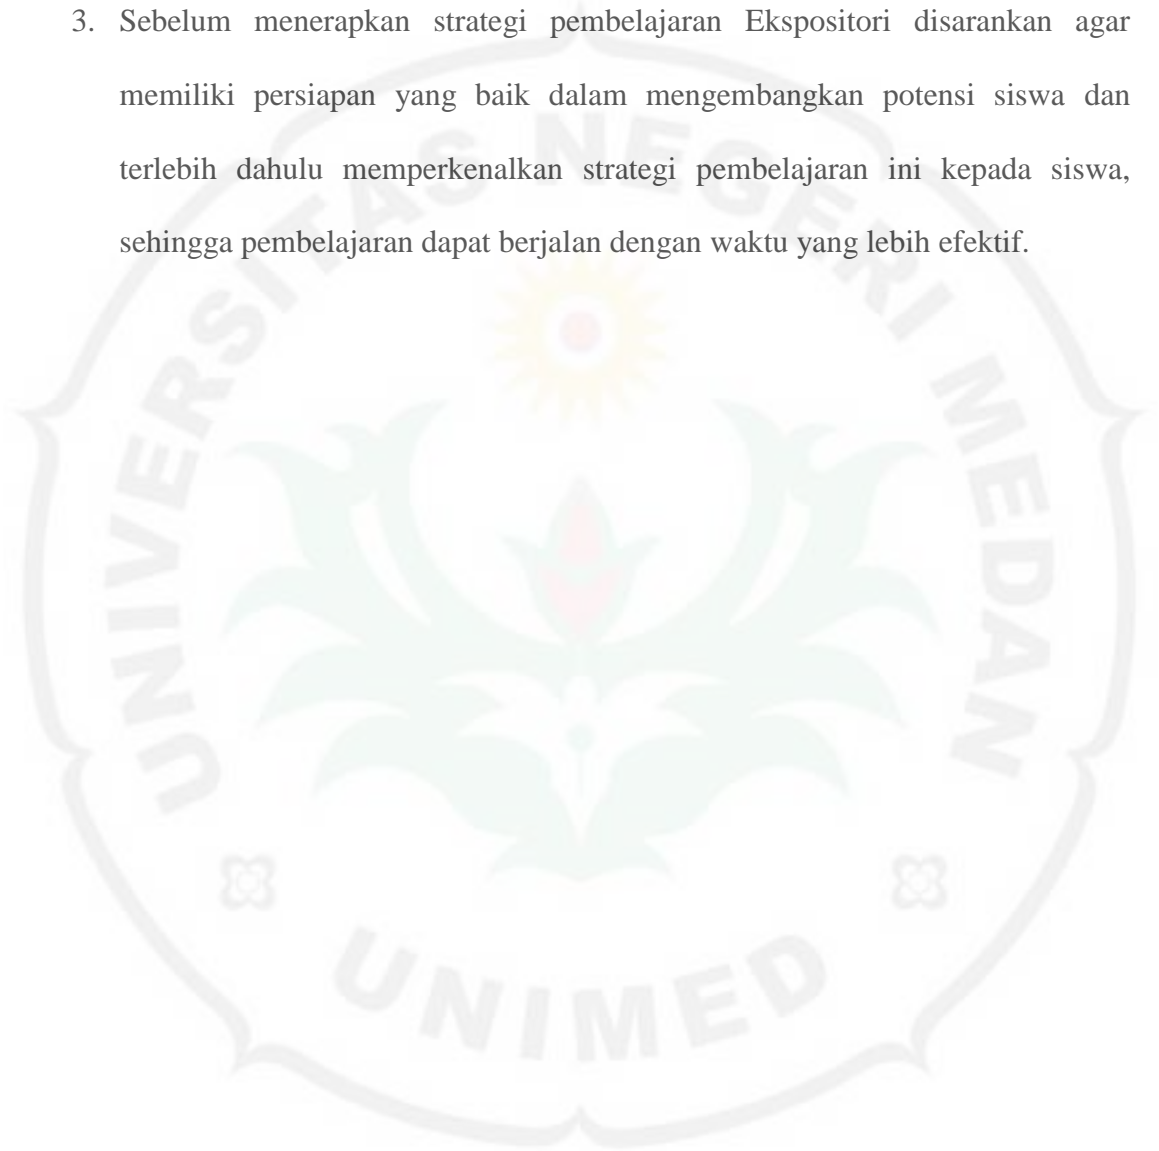 3. Sebelum menerapkan strategi pembelajaran Ekspositori disarankan agar
memiliki persiapan yang baik dalam mengembangkan potensi siswa dan
terlebih dahulu memperkenalkan strategi pembelajaran ini kepada siswa,
sehingga pembelajaran dapat berjalan dengan waktu yang lebih efektif.
UNIVERSITAS NEGERI MEDAN
UNIMED